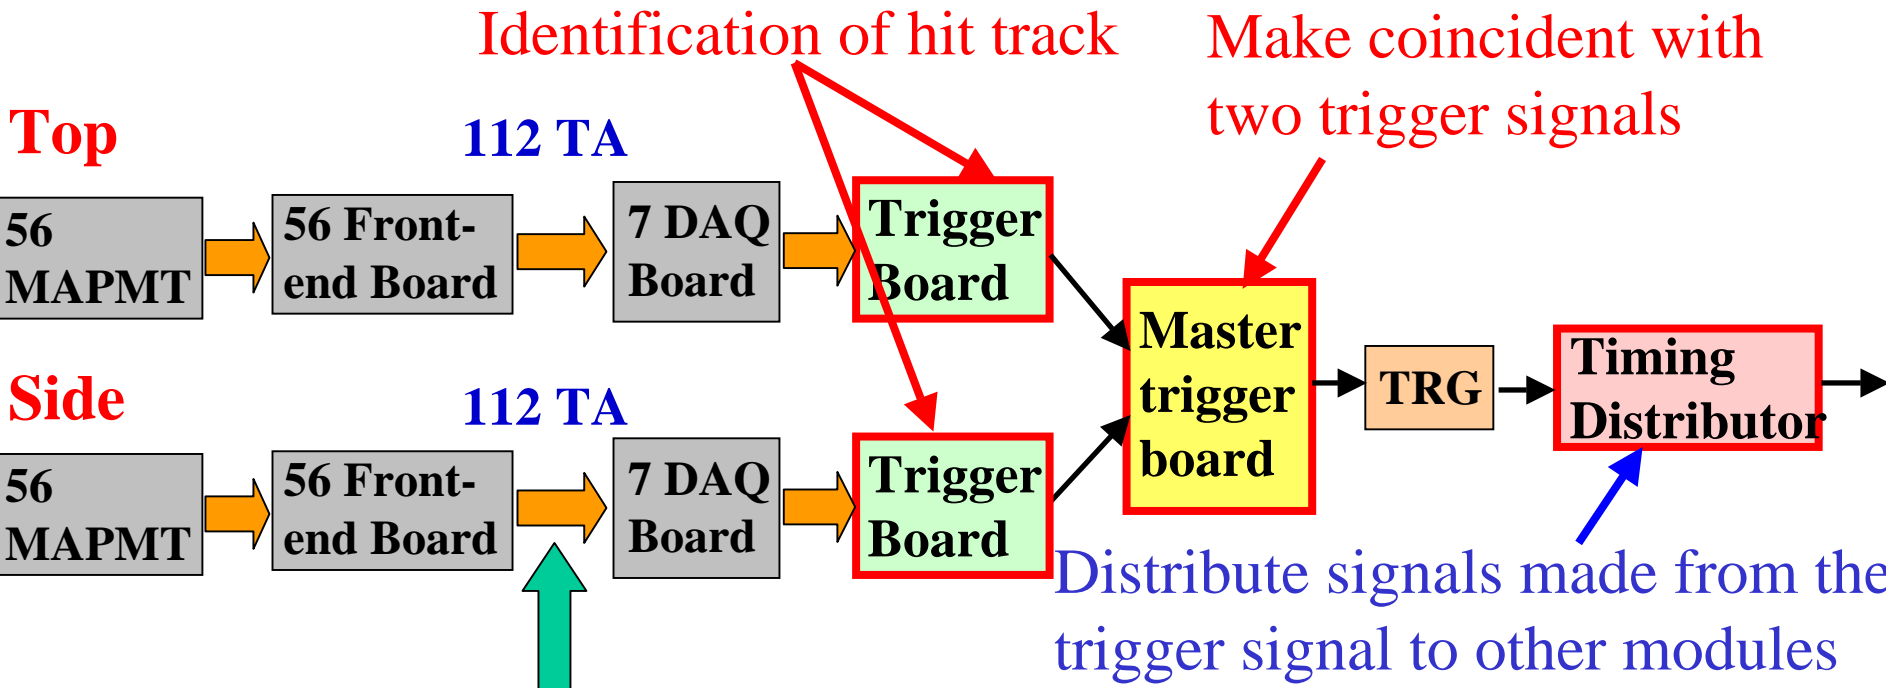 Identification of hit track
Make coincident with
two trigger signals
Top
112 TA
56
MAPMT
56 Front-
end Board
7 DAQ
Board
Trigger
Board
Master
trigger
board
TRG
Timing
Distributor
Side
112 TA
56
MAPMT
56 Front-
end Board
7 DAQ
Board
Trigger
Board
Distribute signals made from the
trigger signal to other modules